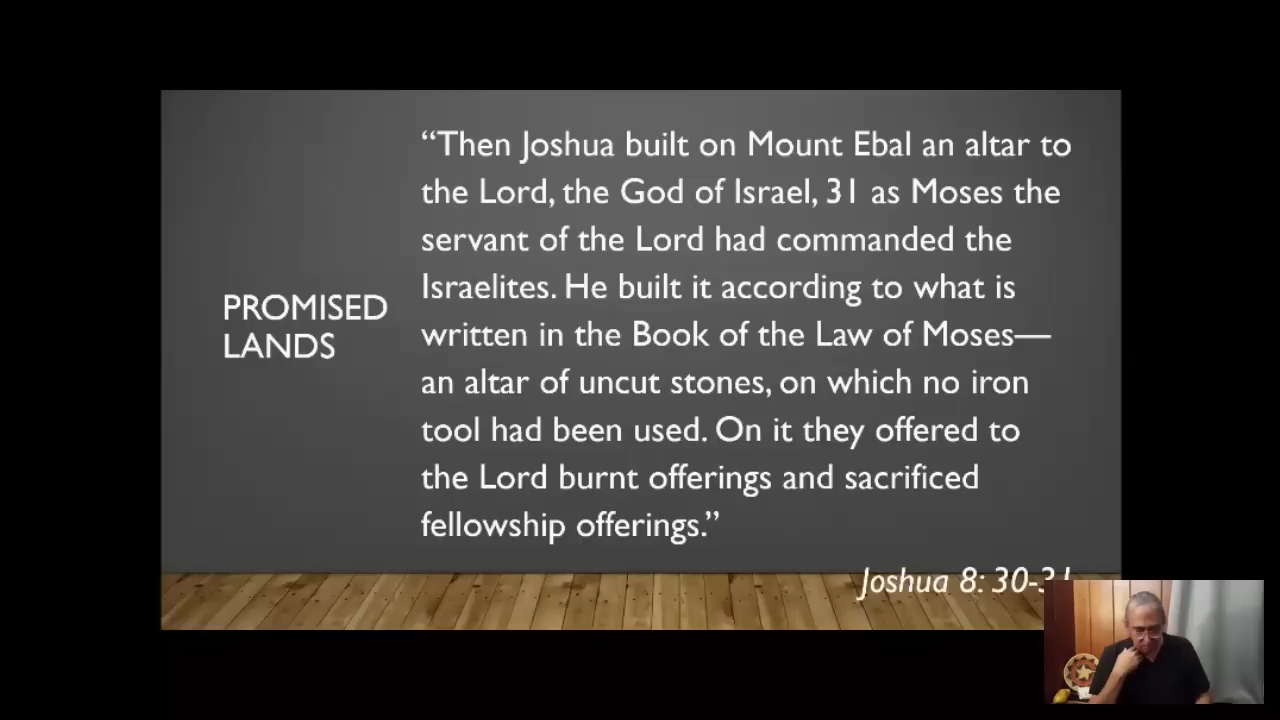 PROMISED
LANDS
“Then Joshua built on Mount Ebal an altar to
the Lord, the God of Israel, 31 as Moses the
servant of the Lord had commanded the
Israelites. He built it according to what is
written in the Book of the Law of Moses—
an altar of uncut stones, on which no iron
tool had been used. On it they offered to
the Lord burnt offerings and sacrificed
fellowship offerings.”
Joshua 8: 30-31